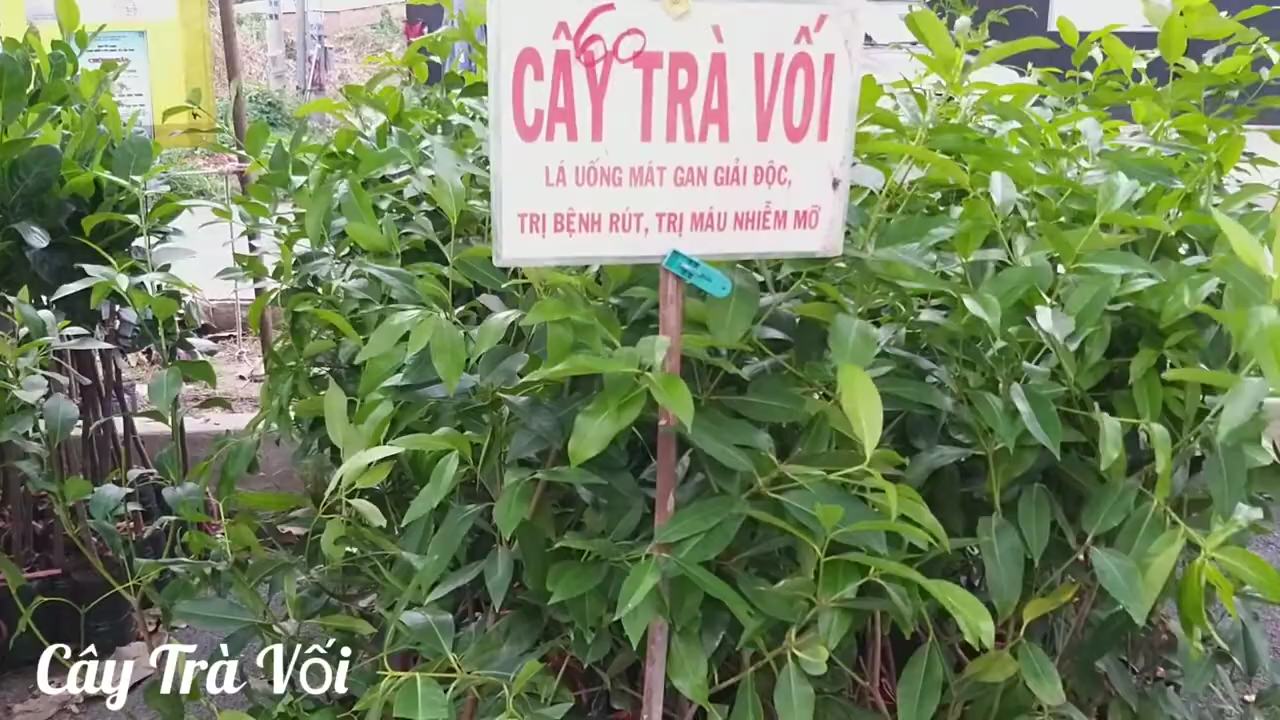 60
CÂY TRÀ VỐI
LÁ UỐNG MÁT GAN GIẢI ĐỘC,
TRỊ BỆNH RÚT, TRỊ MÁU NHIỄM MỠ
Cây Trà Vối